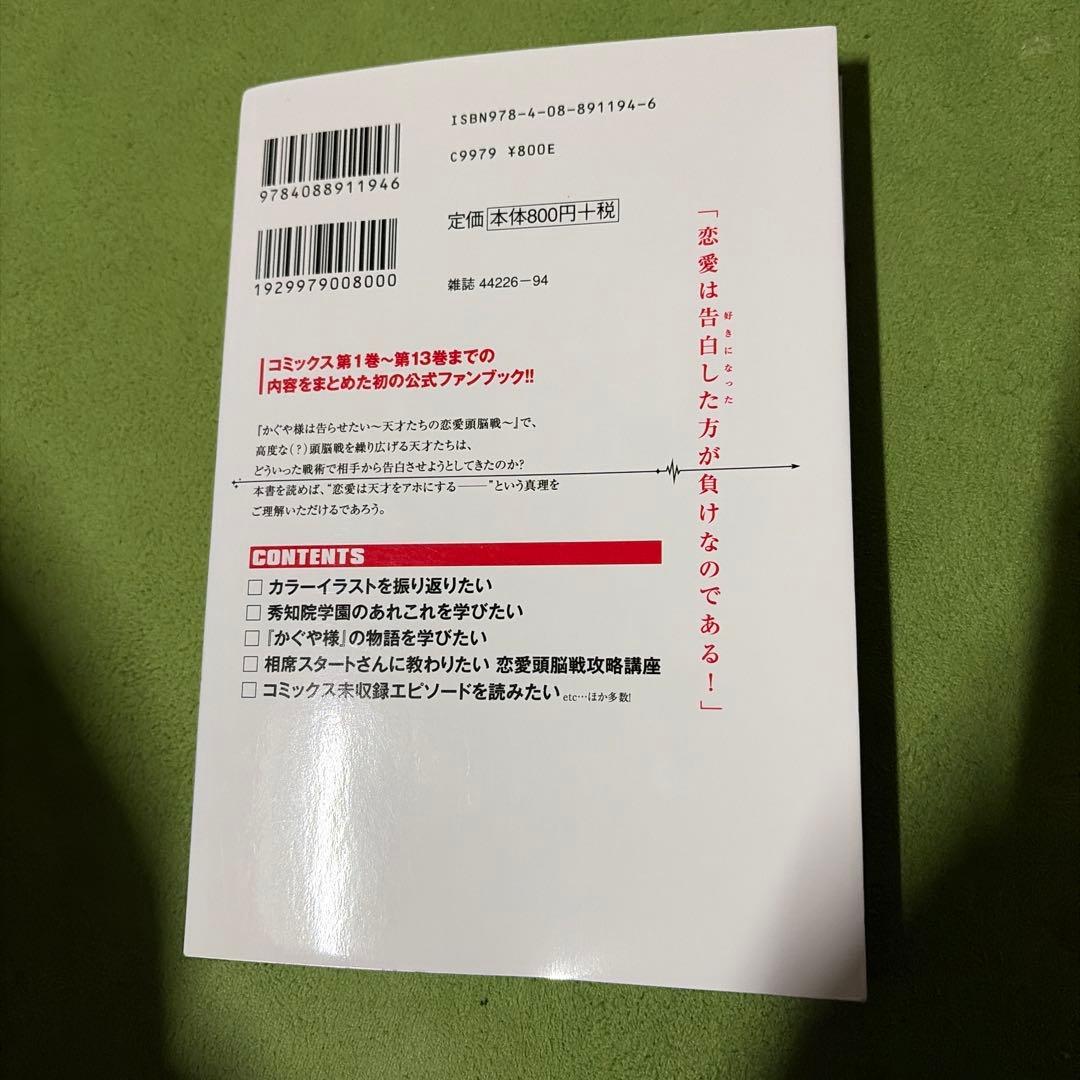 ISBN978-4-08-891194-6
C9979 ¥800E
9784088911946
定価 本体800円+税
1929979008000
雑誌 44226-94
「恋愛は告白した方が負けなのである！」
好きになった
コミックス第1巻〜第13巻までの
内容をまとめた初の公式ファンブック!!
『かぐや様は告らせたい〜天才たちの恋愛頭脳戦〜』で、
高度な(？)頭脳戦を繰り広げる天才たちは、
どういった戦術で相手から告白させようとしてきたのか？
本書を読めば、“恋愛は天才をアホにする――”という真理を
ご理解いただけるであろう。
CONTENTS
□ カラーイラストを振り返りたい
□ 秀知院学園のあれこれを学びたい
□ 『かぐや様』の物語を学びたい
□ 相席スタートさんに教わりたい 恋愛頭脳戦攻略講座
□ コミックス未収録エピソードを読みたい etc…ほか多数!